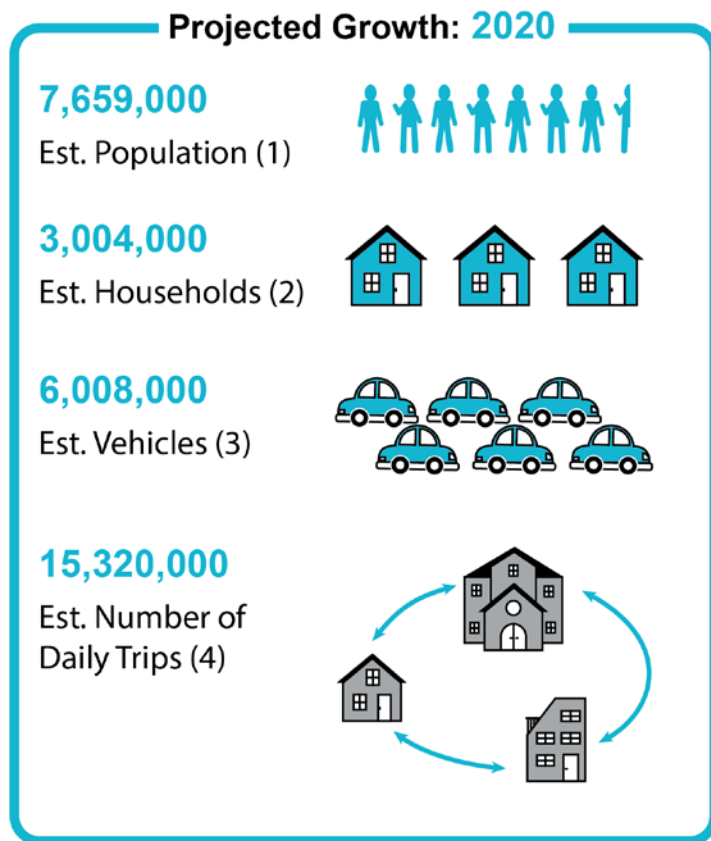 Projected Growth: 2020
7,659,000
Est. Population (1)
3,004,000
Est. Households (2)
6,008,000
Est. Vehicles (3)
15,320,000
Est. Number of
Daily Trips (4)